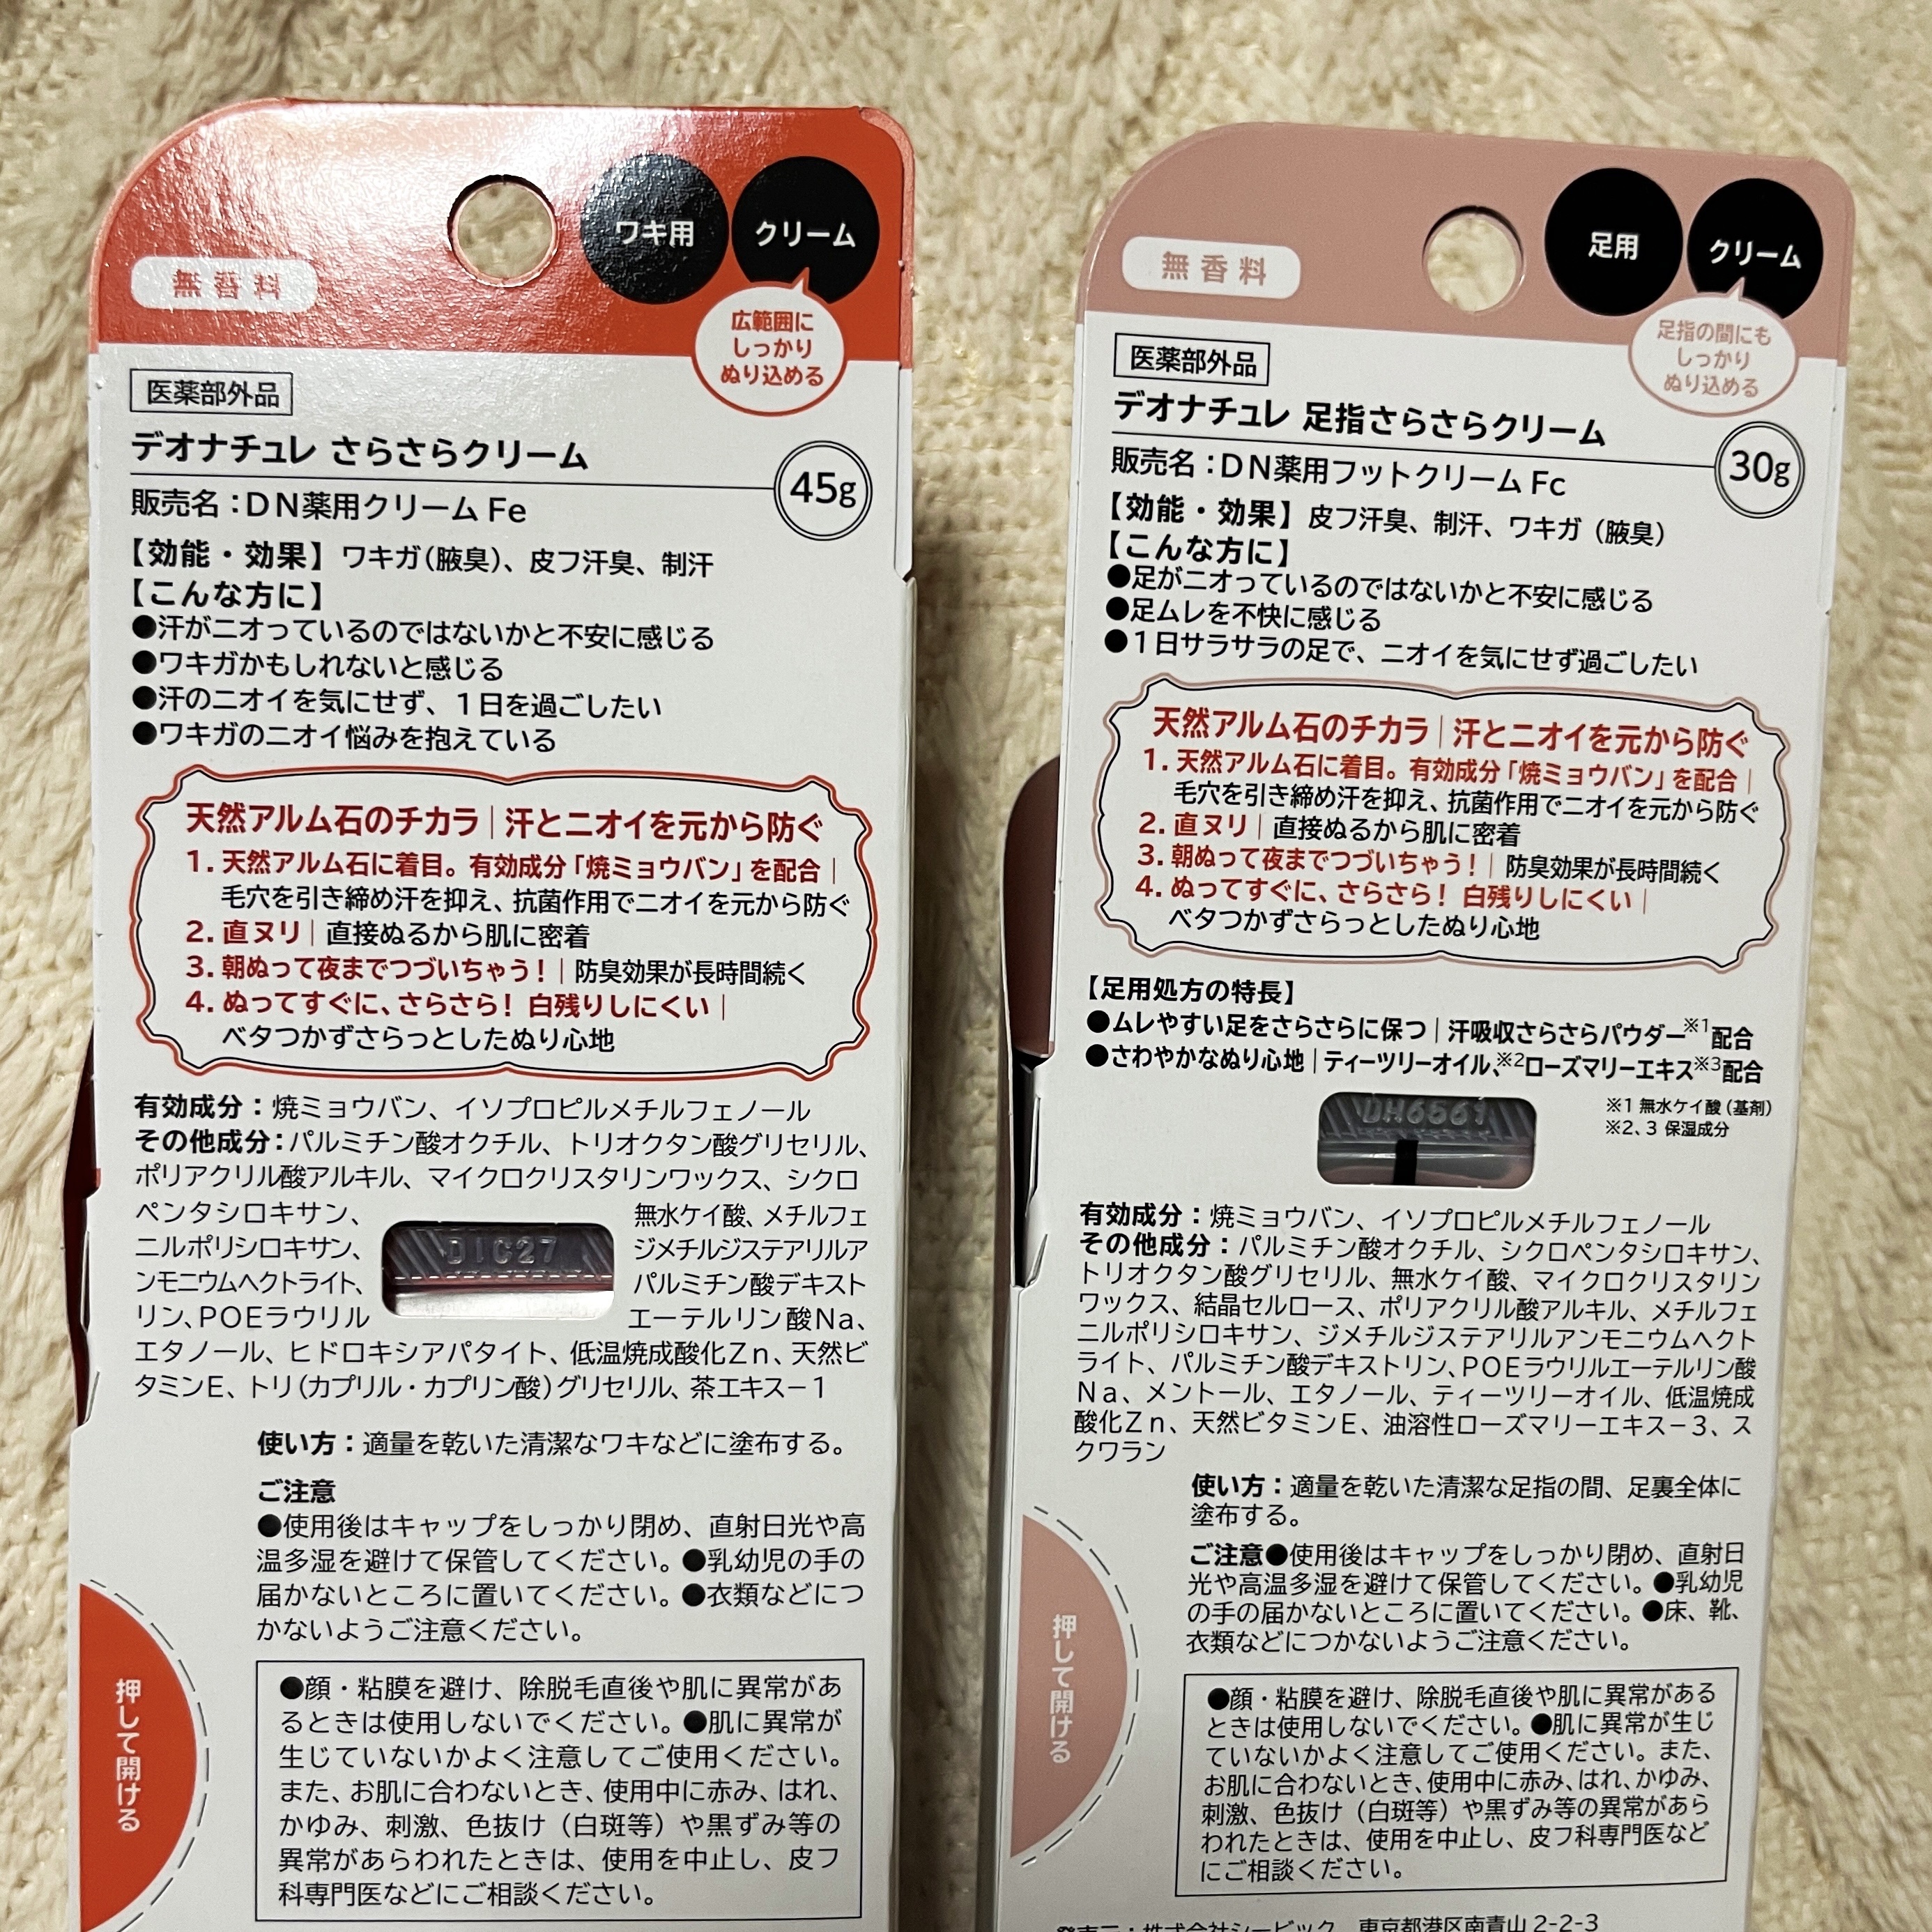 無香料
ワキ用
クリーム
広範囲に
しっかり
ぬり込める
医薬部外品
デオナチュレ さらさらクリーム
45g
販売名：DN薬用クリームFe
【効能・効果】ワキガ（腋臭）、皮フ汗臭、制汗
【こんな方に】
●汗がニオっているのではないかと不安に感じる
●ワキガかもしれないと感じる
●汗のニオイを気にせず、1日を過ごしたい
●ワキガのニオイ悩みを抱えている
天然アルム石のチカラ｜汗とニオイを元から防ぐ
1. 天然アルム石に着目。有効成分「焼ミョウバン」を配合｜
毛穴を引き締め汗を抑え、抗菌作用でニオイを元から防ぐ
2. 直ヌリ｜直接ぬるから肌に密着
3. 朝ぬって夜までつづいちゃう！｜防臭効果が長時間続く
4. ぬってすぐに、さらさら！ 白残りしにくい｜
ベタつかずさらっとしたぬり心地
有効成分：焼ミョウバン、イソプロピルメチルフェノール
その他成分：パルミチン酸オクチル、トリオクタン酸グリセリル、
ポリアクリル酸アルキル、マイクロクリスタリンワックス、シクロ
ペンタシロキサン、 無水ケイ酸、メチルフェ
ニルポリシロキサン、 ジメチルジステアリルア
ンモニウムヘクトライト、 パルミチン酸デキスト
リン、POEラウリル エーテルリン酸Na、
DIC27
エタノール、ヒドロキシアパタイト、低温焼成酸化Zn、天然ビ
タミンE、トリ（カプリル・カプリン酸）グリセリル、茶エキス－1
使い方：適量を乾いた清潔なワキなどに塗布する。
ご注意
●使用後はキャップをしっかり閉め、直射日光や高
温多湿を避けて保管してください。●乳幼児の手の
届かないところに置いてください。●衣類などにつ
かないようご注意ください。
押して開ける
●顔・粘膜を避け、除脱毛直後や肌に異常があ
るときは使用しないでください。●肌に異常が
生じていないかよく注意してご使用ください。
また、お肌に合わないとき、使用中に赤み、はれ、
かゆみ、刺激、色抜け（白斑等）や黒ずみ等の
異常があらわれたときは、使用を中止し、皮フ
科専門医などにご相談ください。
無香料
足用
クリーム
足指の間にも
しっかり
ぬり込める
医薬部外品
デオナチュレ 足指さらさらクリーム
30g
販売名：DN薬用フットクリームFc
【効能・効果】皮フ汗臭、制汗、ワキガ（腋臭）
【こんな方に】
●足がニオっているのではないかと不安に感じる
●足ムレを不快に感じる
●1日サラサラの足で、ニオイを気にせず過ごしたい
天然アルム石のチカラ｜汗とニオイを元から防ぐ
1. 天然アルム石に着目。有効成分「焼ミョウバン」を配合｜
毛穴を引き締め汗を抑え、抗菌作用でニオイを元から防ぐ
2. 直ヌリ｜直接ぬるから肌に密着
3. 朝ぬって夜までつづいちゃう！｜防臭効果が長時間続く
4. ぬってすぐに、さらさら！ 白残りしにくい｜
ベタつかずさらっとしたぬり心地
【足用処方の特長】
●ムレやすい足をさらさらに保つ｜汗吸収さらさらパウダー※1配合
●さわやかなぬり心地｜ティーツリーオイル、※2ローズマリーエキス※3配合
※1 無水ケイ酸（基剤）
※2、3 保湿成分
DH6561
有効成分：焼ミョウバン、イソプロピルメチルフェノール
その他成分：パルミチン酸オクチル、シクロペンタシロキサン、
トリオクタン酸グリセリル、無水ケイ酸、マイクロクリスタリン
ワックス、結晶セルロース、ポリアクリル酸アルキル、メチルフェ
ニルポリシロキサン、ジメチルジステアリルアンモニウムヘクト
ライト、パルミチン酸デキストリン、POEラウリルエーテルリン酸
Na、メントール、エタノール、ティーツリーオイル、低温焼成
酸化Zn、天然ビタミンE、油溶性ローズマリーエキス－3、ス
クワラン
使い方：適量を乾いた清潔な足指の間、足裏全体に
塗布する。
ご注意●使用後はキャップをしっかり閉め、直射日
光や高温多湿を避けて保管してください。●乳幼児
の手の届かないところに置いてください。●床、靴、
衣類などにつかないようご注意ください。
押して開ける
●顔・粘膜を避け、除脱毛直後や肌に異常がある
ときは使用しないでください。●肌に異常が生じ
ていないかよく注意してご使用ください。また、
お肌に合わないとき、使用中に赤み、はれ、かゆみ、
刺激、色抜け（白斑等）や黒ずみ等の異常があら
われたときは、使用を中止し、皮フ科専門医など
にご相談ください。
発売元：株式会社シービック 東京都港区南青山 2-2-3